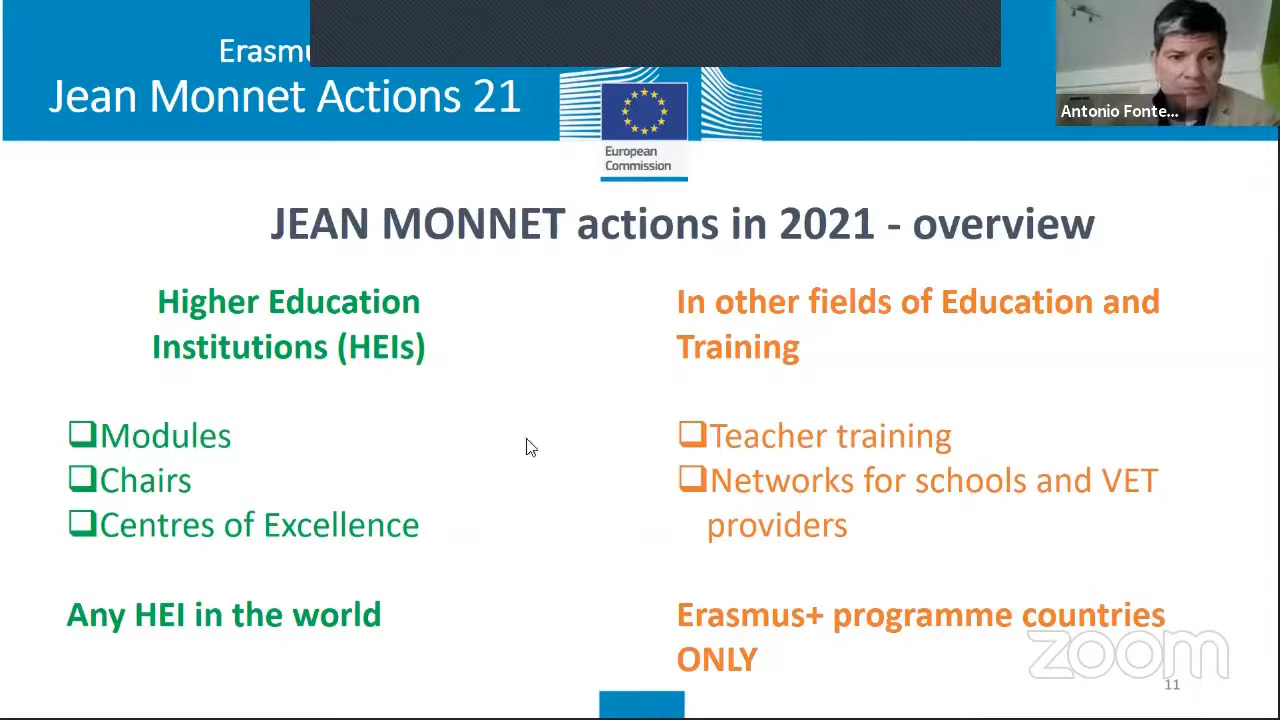 Erasmu
Jean Monnet Actions 21
Antonio Fonte...
European
Commission
JEAN MONNET actions in 2021 - overview
Higher Education
Institutions (HEIs)
Modules
Chairs
Centres of Excellence
Any HEI in the world
In other fields of Education and
Training
Teacher training
Networks for schools and VET
providers
Erasmus+ programme countries
ONLY
zoom
11